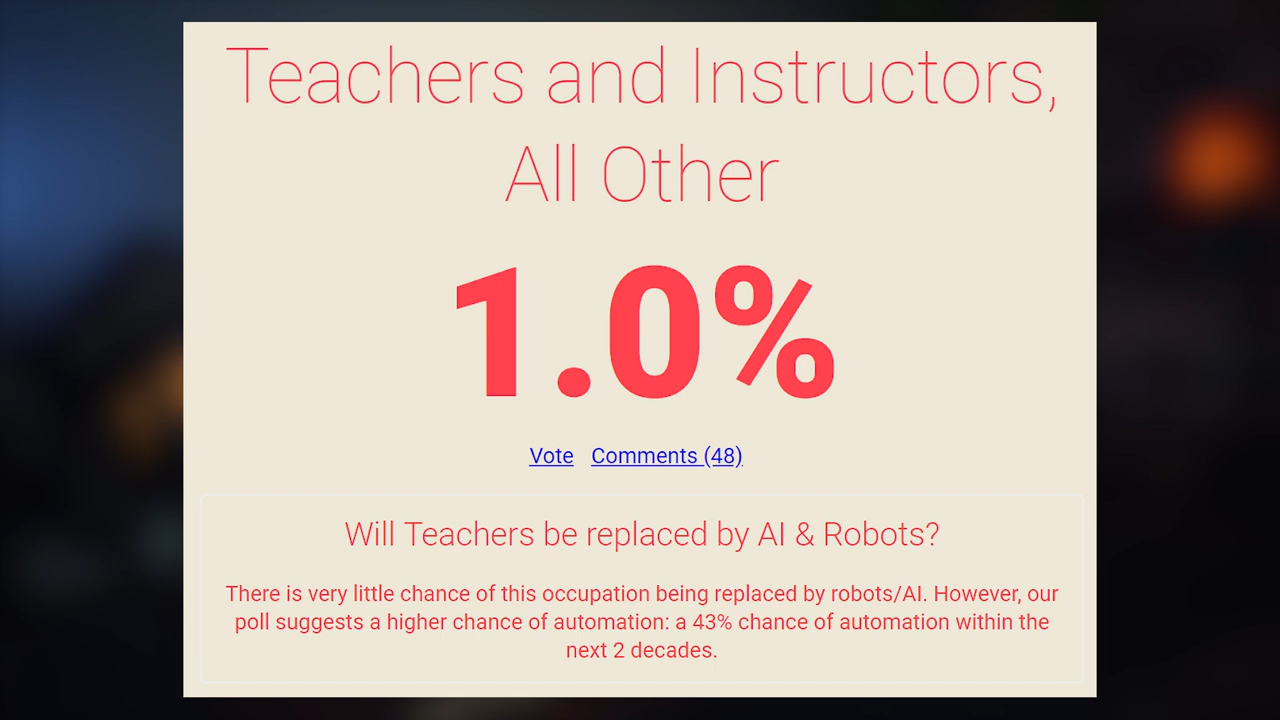 Teachers and Instructors,
All Other
1.0%
Vote Comments (48)
Will Teachers be replaced by AI & Robots?
There is very little chance of this occupation being replaced by robots/AI. However, our
poll suggests a higher chance of automation: a 43% chance of automation within the
next 2 decades.